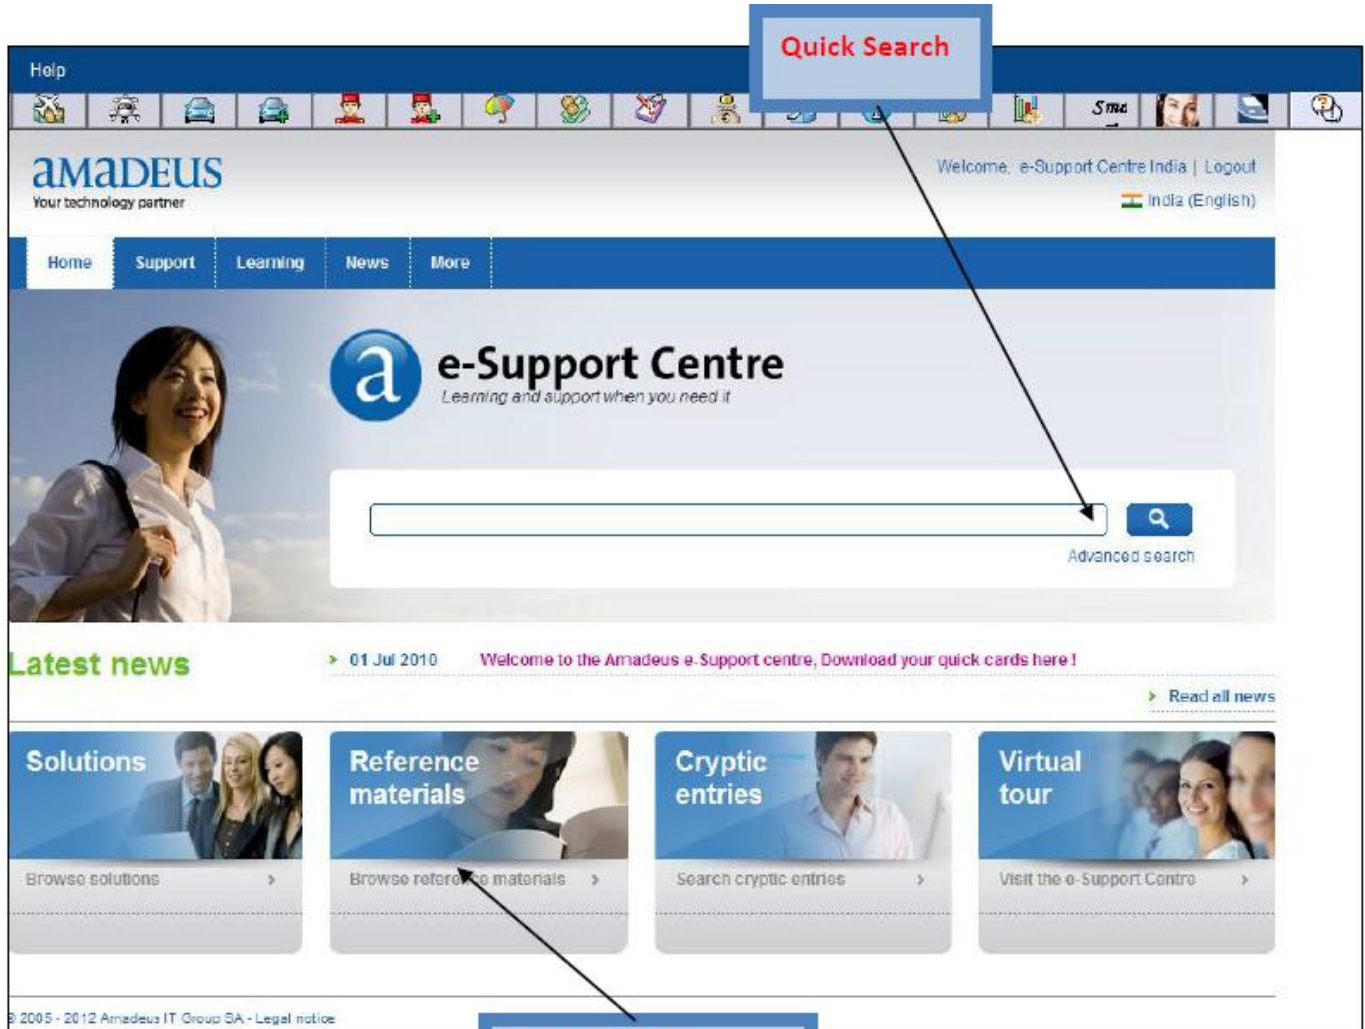 Quick Search
Help
Sme
amadeus
Your technology partner
Welcome, e-Support Centre India | Logout
India (English)
Home Support Learning News More
a e-Support Centre
Learning and support when you need it
Advanced search
Latest news > 01 Jul 2010 Welcome to the Amadeus e-Support centre, Download your quick cards here !
> Read all news
Solutions
Reference
materials
Cryptic
entries
Virtual
tour
Browse solutions >
Browse reference materials >
Search cryptic entries >
Visit the e-Support Centre >
© 2005 - 2012 Amadeus IT Group SA - Legal notice